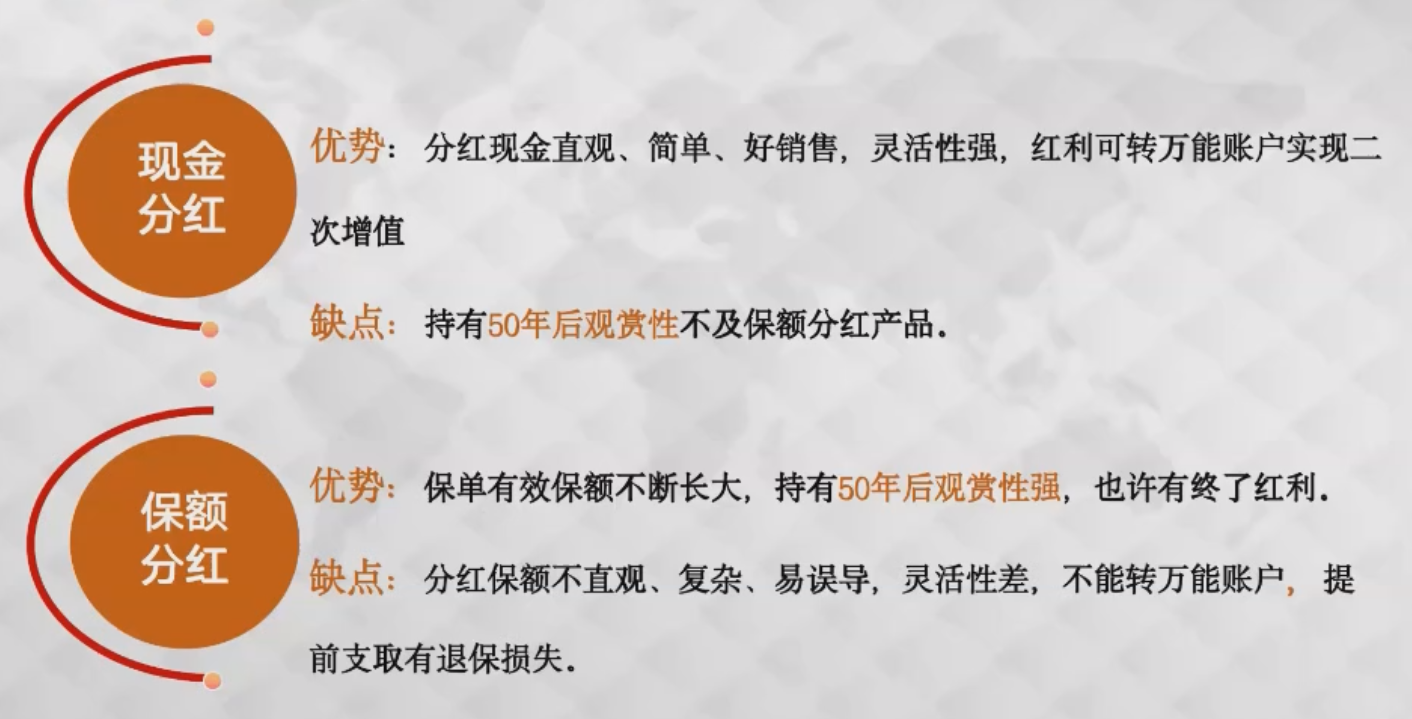 现金
分红
优势：分红现金直观、简单、好销售，灵活性强，红利可转万能账户实现二
次增值
缺点：持有50年后观赏性不及保额分红产品。
保额
分红
优势：保单有效保额不断长大，持有50年后观赏性强，也许有终了红利。
缺点：分红保额不直观、复杂、易误导，灵活性差，不能转万能账户，提
前支取有退保损失。